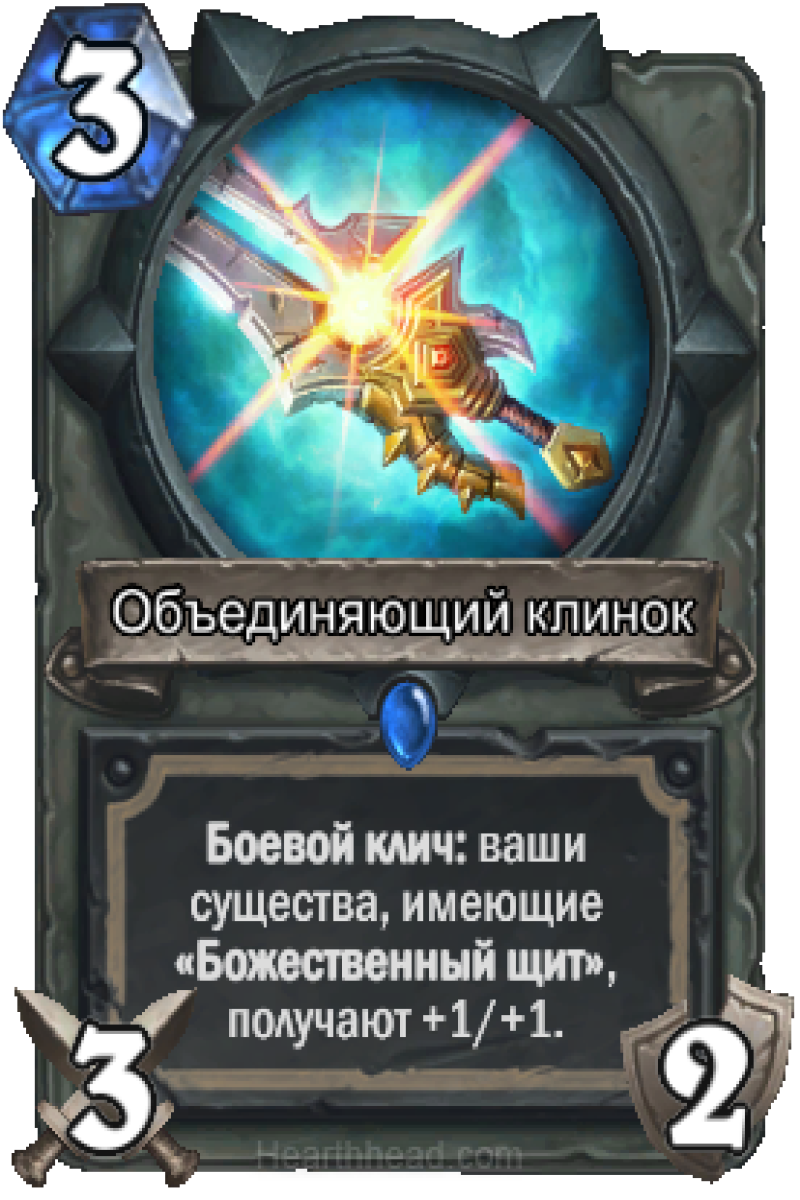 3
Объединяющий клинок
Боевой клич: ваши
существа, имеющие
«Божественный щит»,
получают +1/+1.
3
2
Hearthhead.com